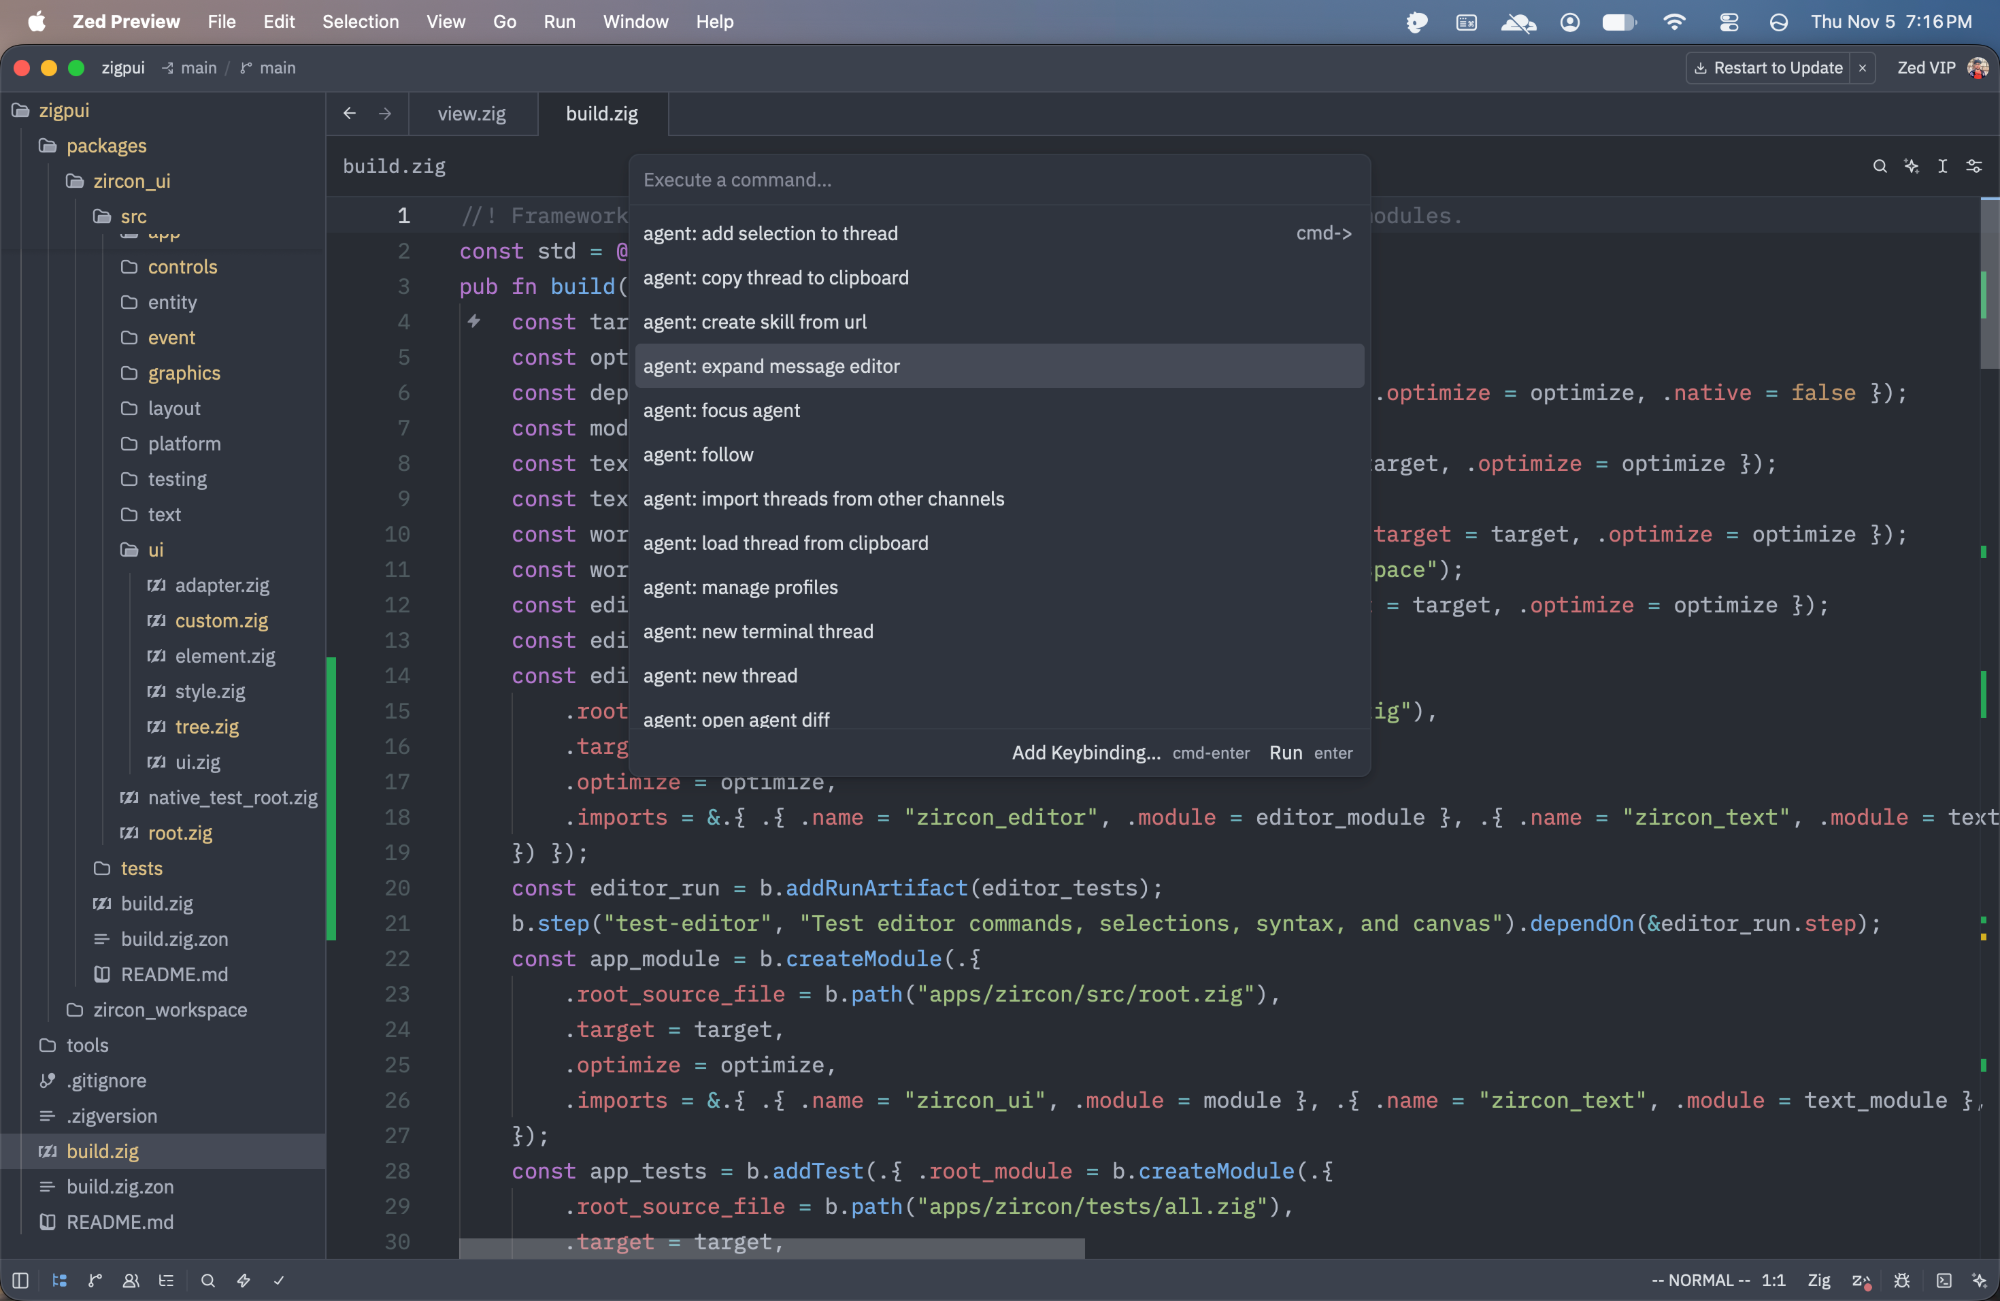 Zed Preview File Edit Selection View Go Run Window Help Thu Nov 5 7:16 PM
zigpui main / main Restart to Update × Zed VIP
zigpui
packages
zircon_ui
src
app
controls
entity
event
graphics
layout
platform
testing
text
ui
adapter.zig
custom.zig
element.zig
style.zig
tree.zig
ui.zig
native_test_root.zig
root.zig
tests
build.zig
build.zig.zon
README.md
zircon_workspace
tools
.gitignore
.zigversion
build.zig
build.zig.zon
README.md
view.zig build.zig
build.zig
Execute a command...
agent: add selection to thread cmd->
agent: copy thread to clipboard
agent: create skill from url
agent: expand message editor
agent: focus agent
agent: follow
agent: import threads from other channels
agent: load thread from clipboard
agent: manage profiles
agent: new terminal thread
agent: new thread
agent: open agent diff
Add Keybinding... cmd-enter Run enter
1 //! Framework odules.
2 const std = @
3 pub fn build(
4 const tar
5 const opt
6 const dep .optimize = optimize, .native = false });
7 const mod
8 const tex arget, .optimize = optimize });
9 const tex
10 const wor target = target, .optimize = optimize });
11 const wor pace");
12 const edi = target, .optimize = optimize });
13 const edi
14 const edi
15 .root ig"),
16 .targ
17 .optimize = optimize,
18 .imports = &.{ .{ .name = "zircon_editor", .module = editor_module }, .{ .name = "zircon_text", .module = text
19 }) });
20 const editor_run = b.addRunArtifact(editor_tests);
21 b.step("test-editor", "Test editor commands, selections, syntax, and canvas").dependOn(&editor_run.step);
22 const app_module = b.createModule(.{
23 .root_source_file = b.path("apps/zircon/src/root.zig"),
24 .target = target,
25 .optimize = optimize,
26 .imports = &.{ .{ .name = "zircon_ui", .module = module }, .{ .name = "zircon_text", .module = text_module },
27 });
28 const app_tests = b.addTest(.{ .root_module = b.createModule(.{
29 .root_source_file = b.path("apps/zircon/tests/all.zig"),
30 .target = target,
-- NORMAL -- 1:1 Zig